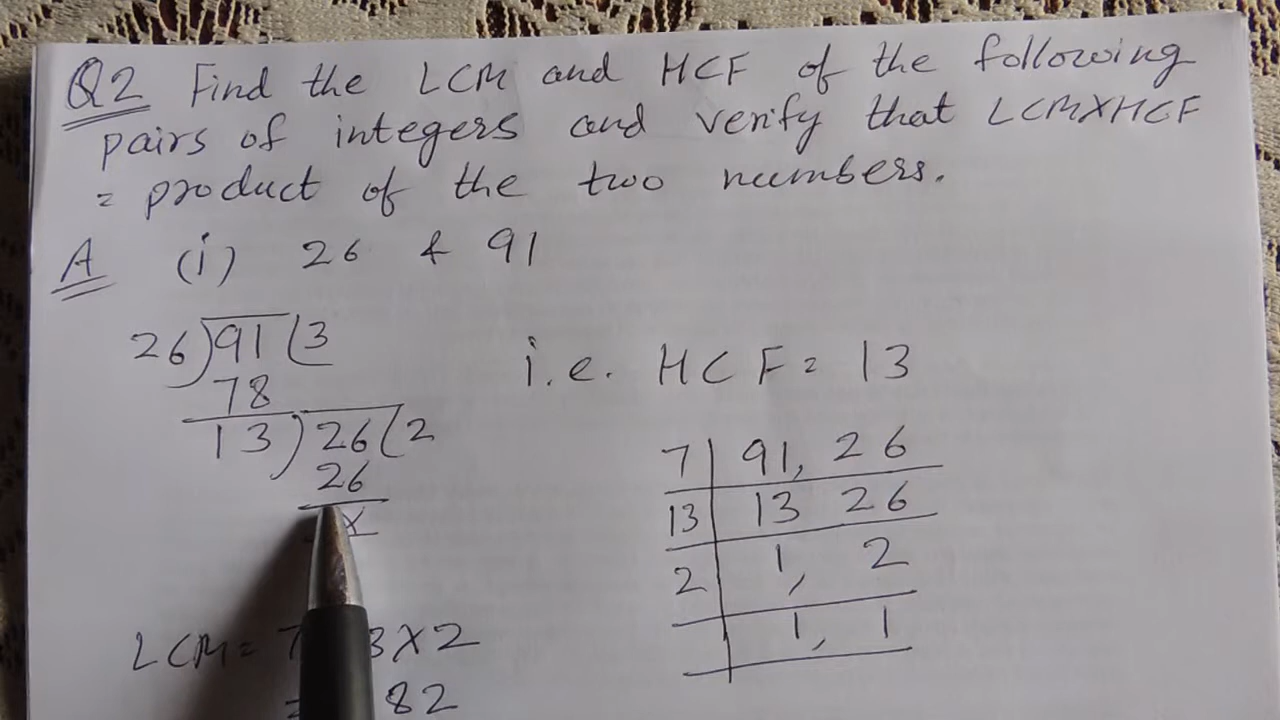 Q2 Find the LCM and HCF of the following
pairs of integers and verify that LCMXHCF
= product of the two numbers.
A (i) 26 & 91
26)91(3
78
13)26(2
26
x
i.e. HCF = 13
7| 91, 26
13| 13 26
2| 1, 2
| 1, 1
LCM = 7 3X2
= 82